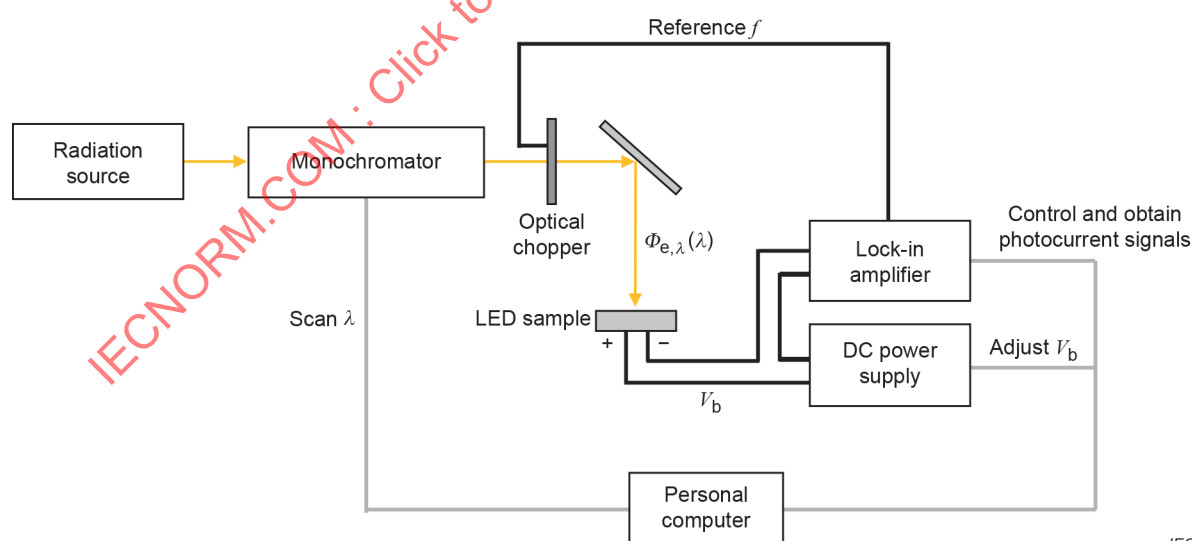 Reference f
Radiation
source
Monochromator
Optical
chopper
Φe,λ(λ)
Control and obtain
photocurrent signals
Lock-in
amplifier
Scan λ
LED sample
+ −
DC power
supply
Adjust Vb
Vb
Personal
computer
IECNORM.COM : Click to